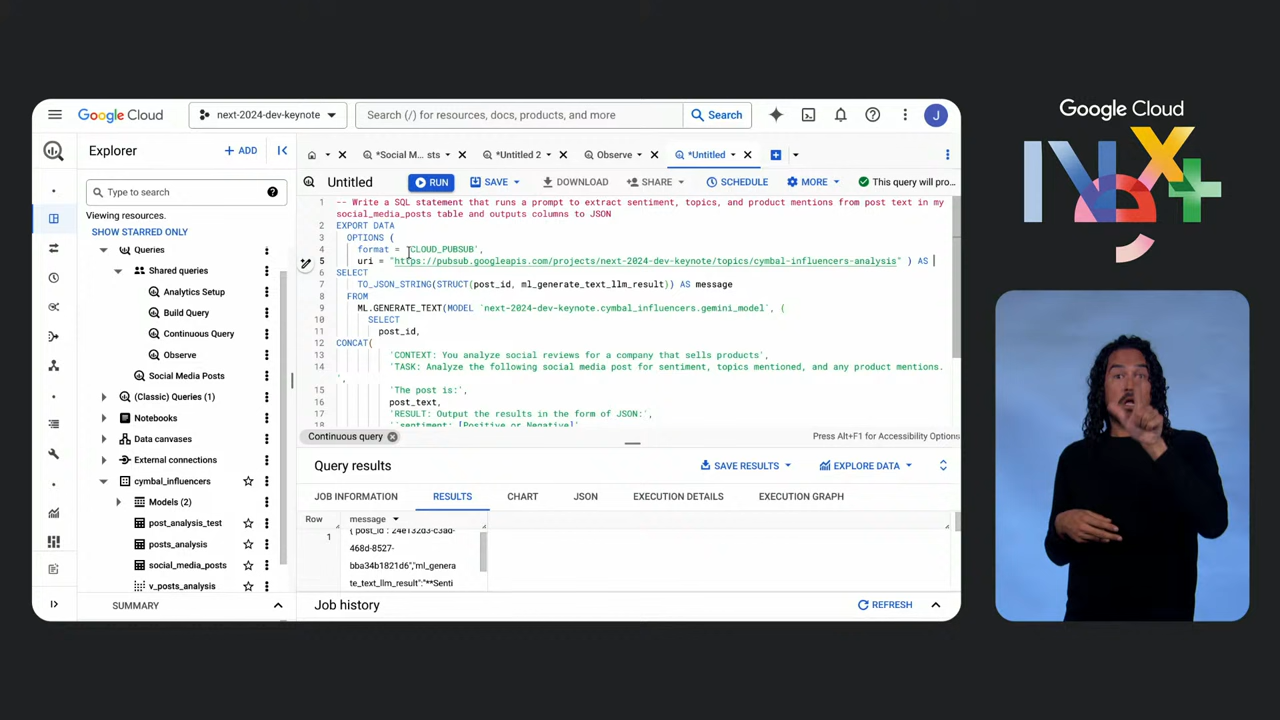 Google Cloud
next-2024-dev-keynote
Search (/) for resources, docs, products, and more
Search
J
Explorer
+ ADD
Type to search
Viewing resources.
SHOW STARRED ONLY
Queries
Shared queries
Analytics Setup
Build Query
Continuous Query
Observe
Social Media Posts
(Classic) Queries (1)
Notebooks
Data canvases
External connections
cymbal_influencers
Models (2)
post_analysis_test
posts_analysis
social_media_posts
v_posts_analysis
SUMMARY
*Social M... sts
*Untitled 2
Observe
*Untitled
Untitled
RUN
SAVE
DOWNLOAD
SHARE
SCHEDULE
MORE
This query will pro...
1 -- Write a SQL statement that runs a prompt to extract sentiment, topics, and product mentions from post text in my
social_media_posts table and outputs columns to JSON
2 EXPORT DATA
3 OPTIONS (
4 format = 'CLOUD_PUBSUB',
5 uri = "https://pubsub.googleapis.com/projects/next-2024-dev-keynote/topics/cymbal-influencers-analysis" ) AS
6 SELECT
7 TO_JSON_STRING(STRUCT(post_id, ml_generate_text_llm_result)) AS message
8 FROM
9 ML.GENERATE_TEXT(MODEL `next-2024-dev-keynote.cymbal_influencers.gemini_model`, (
10 SELECT
11 post_id,
12 CONCAT(
13 'CONTEXT: You analyze social reviews for a company that sells products',
14 'TASK: Analyze the following social media post for sentiment, topics mentioned, and any product mentions.
',
15 'The post is:',
16 post_text,
17 'RESULT: Output the results in the form of JSON:',
18 '`sentiment: [Positive or Negative]'
Continuous query
Press Alt+F1 for Accessibility Options
Query results
SAVE RESULTS
EXPLORE DATA
JOB INFORMATION
RESULTS
CHART
JSON
EXECUTION DETAILS
EXECUTION GRAPH
Row
message
1
{"post_id":"24e132d3-c3ad-
468d-8527-
bba34b1821d6","ml_genera
te_text_llm_result":"**Senti
Job history
REFRESH
Google Cloud